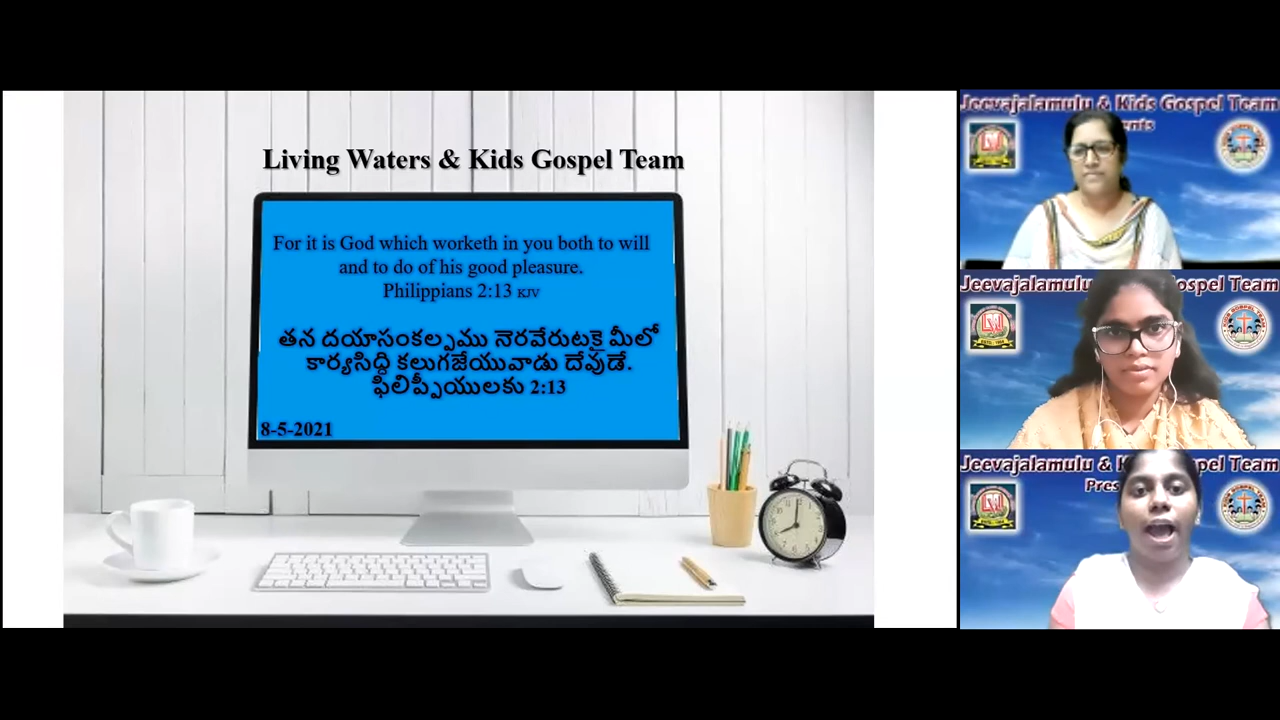 Living Waters & Kids Gospel Team
For it is God which worketh in you both to will
and to do of his good pleasure.
Philippians 2:13 KJV
తన దయాసంకల్పము నెరవేరుటకై మీలో
కార్యసిద్ధి కలుగజేయువాడు దేవుడే.
ఫిలిప్పీయులకు 2:13
8-5-2021
Jeevajalamulu & Kids Gospel Team
ents
Jeevajalamulu ospel Team
Jeevajalamulu & K pel Team
Pres